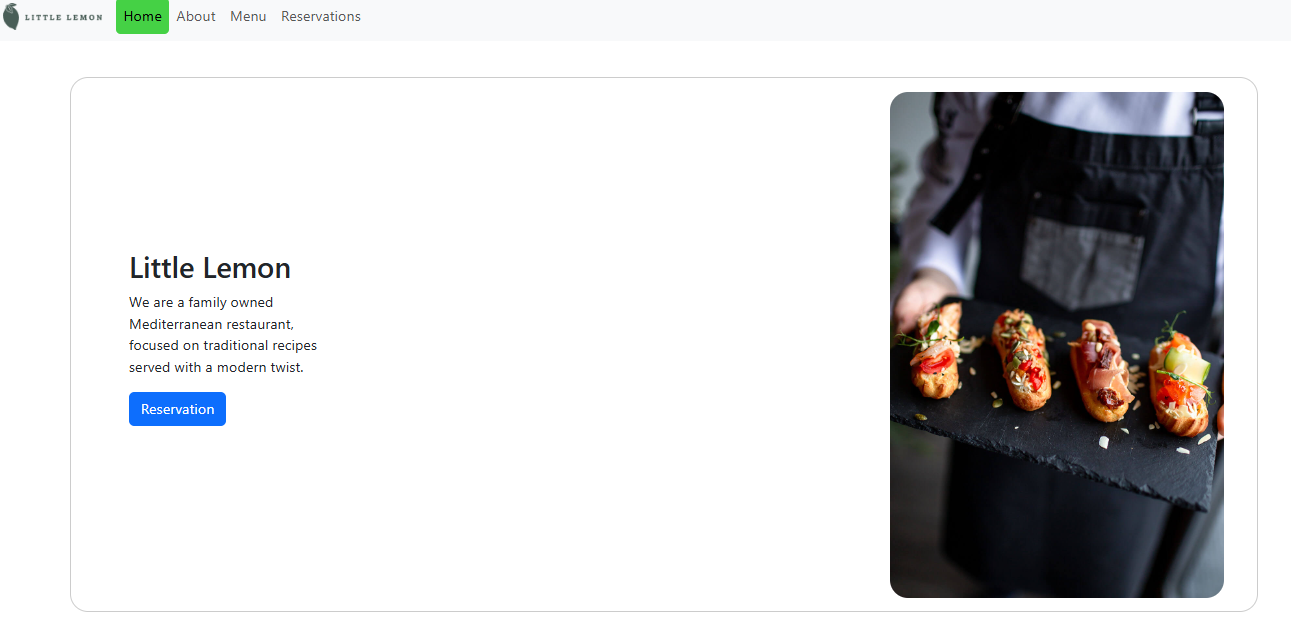 LITTLE LEMON
Home
About
Menu
Reservations
Little Lemon
We are a family owned
Mediterranean restaurant,
focused on traditional recipes
served with a modern twist.
Reservation